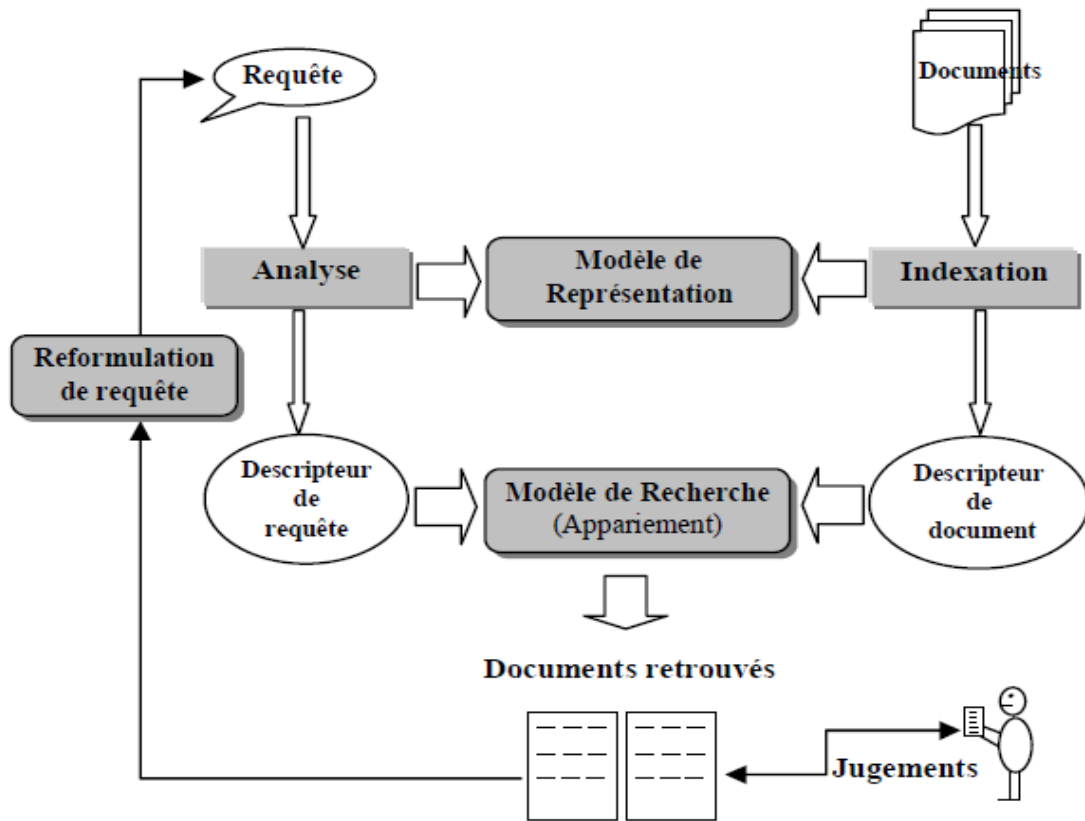 Requête
Documents
Analyse
Modèle de
Représentation
Indexation
Reformulation
de requête
Descripteur
de
requête
Modèle de Recherche
(Appariement)
Descripteur
de
document
Documents retrouvés
Jugements